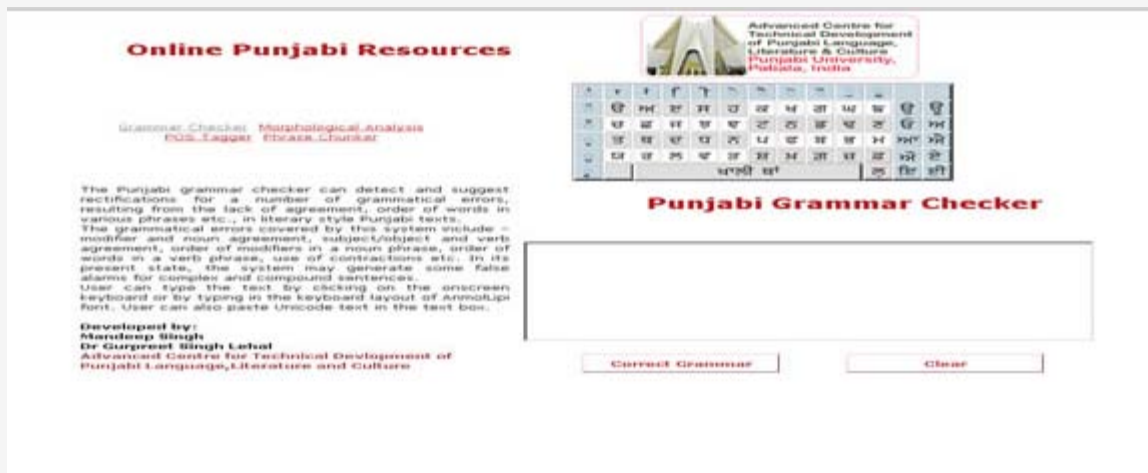 Online Punjabi Resources
Advanced Centre for
Technical Development
of Punjabi Language,
Literature & Culture
Punjabi University,
Patiala, India
Grammar Checker Morphological Analysis
POS Tagger Phrase Chunker
The Punjabi grammar checker can detect and suggest
rectifications for a number of grammatical errors,
resulting from the lack of agreement, order of words in
various phrases etc., in literary style Punjabi texts.
The grammatical errors covered by this system include –
modifier and noun agreement, subject/object and verb
agreement, order of modifiers in a noun phrase, order of
words in a verb phrase, use of contractions etc. In its
present state, the system may generate some false
alarms for complex and compound sentences.
User can type the text by clicking on the onscreen
keyboard or by typing in the keyboard layout of AnmolLipi
font. User can also paste Unicode text in the text box.
Developed by:
Mandeep Singh
Dr Gurpreet Singh Lehal
Advanced Centre for Technical Devlopment of
Punjabi Language,Literature and Culture
ਖਾਲੀ ਥਾਂ
Punjabi Grammar Checker
Correct Grammar
Clear